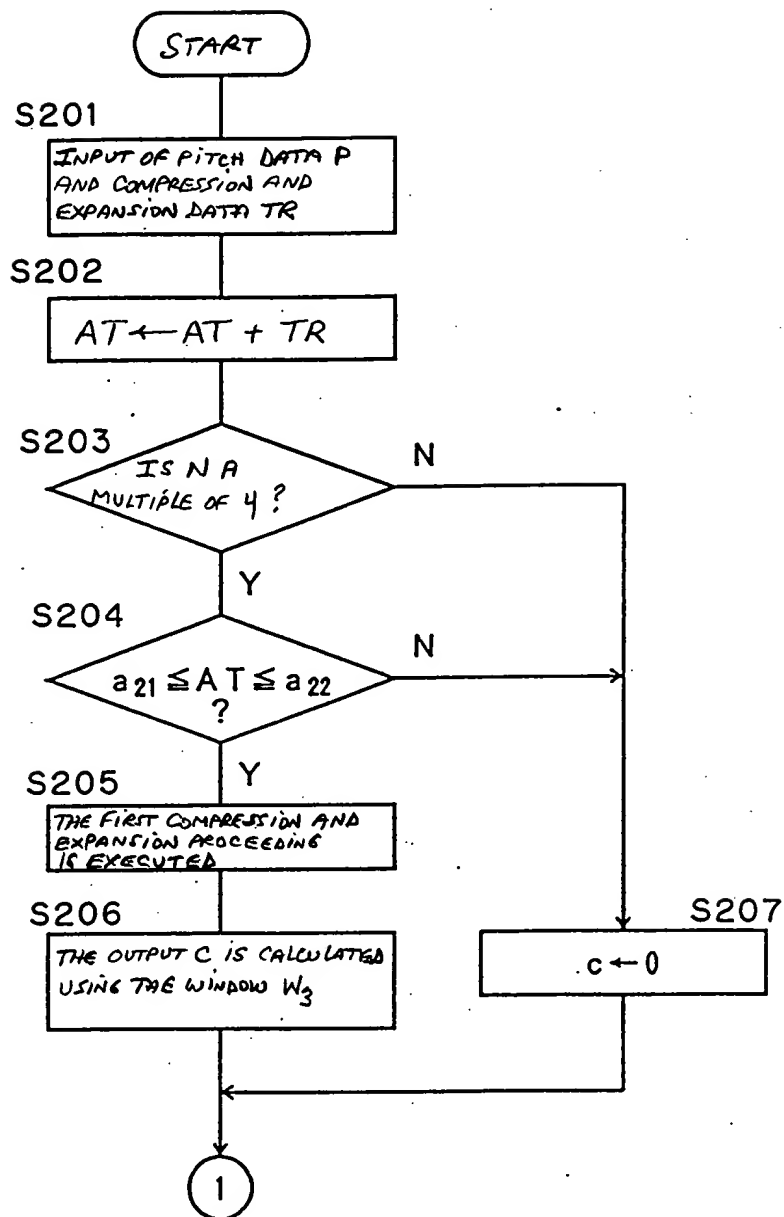 START
S201
INPUT OF PITCH DATA P
AND COMPRESSION AND
EXPANSION DATA TR
S202
AT ← AT + TR
S203
IS N A
MULTIPLE OF 4 ?
N
Y
S204
a₂₁ ≦ A T ≦ a₂₂
?
N
Y
S205
THE FIRST COMPRESSION AND
EXPANSION PROCEEDING
IS EXECUTED
S206
THE OUTPUT C IS CALCULATED
USING THE WINDOW W₃
S207
c ← 0
1